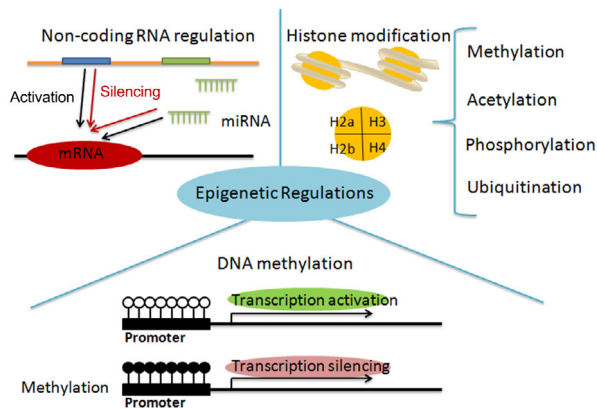 Non-coding RNA regulation
Activation
Silencing
miRNA
mRNA
Histone modification
H2a H3
H2b H4
Methylation
Acetylation
Phosphorylation
Ubiquitination
Epigenetic Regulations
DNA methylation
Transcription activation
Promoter
Methylation
Transcription silencing
Promoter